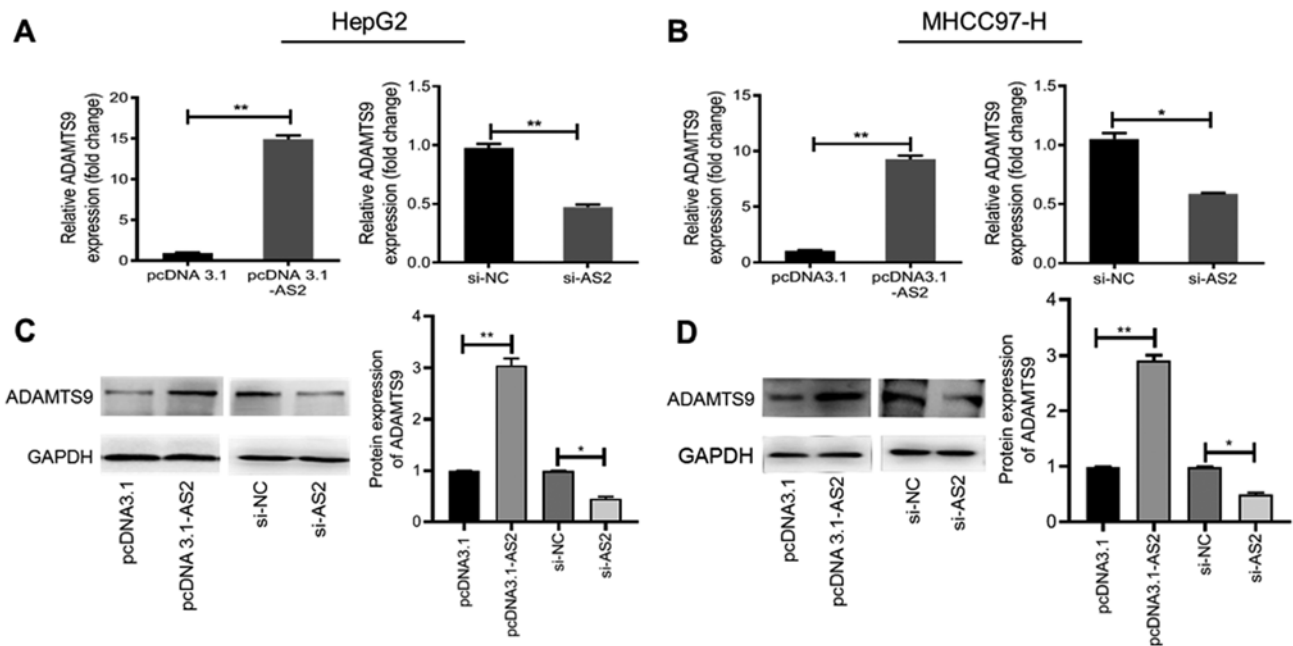 A
HepG2
Relative ADAMTS9
expression (fold change)
20
15
10
5
0
**
pcDNA 3.1
pcDNA 3.1
-AS2
Relative ADAMTS9
expression (fold change)
1.5
1.0
0.5
0.0
**
si-NC
si-AS2
B
MHCC97-H
Relative ADAMTS9
expression (fold change)
15
10
5
0
**
pcDNA3.1
pcDNA3.1
-AS2
Relative ADAMTS9
expression (fold change)
1.5
1.0
0.5
0.0
*
si-NC
si-AS2
C
ADAMTS9
GAPDH
pcDNA3.1
pcDNA 3.1-AS2
si-NC
si-AS2
Protein expression
of ADAMTS9
4
3
2
1
0
**
*
pcDNA3.1
pcDNA3.1-AS2
si-NC
si-AS2
D
ADAMTS9
GAPDH
pcDNA3.1
pcDNA 3.1-AS2
si-NC
si-AS2
Protein expression
of ADAMTS9
4
3
2
1
0
**
*
pcDNA3.1
pcDNA3.1-AS2
si-NC
si-AS2